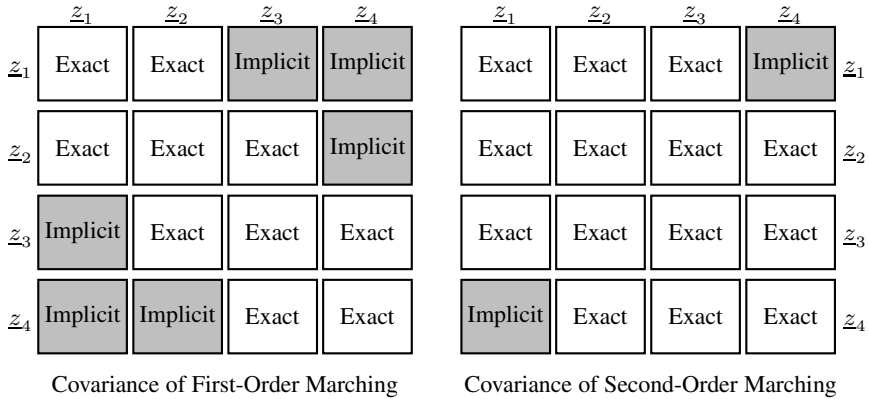 z1 z2 z3 z4 z1 z2 z3 z4
z1 Exact Exact Implicit Implicit Exact Exact Exact Implicit z1
z2 Exact Exact Exact Implicit Exact Exact Exact Exact z2
z3 Implicit Exact Exact Exact Exact Exact Exact Exact z3
z4 Implicit Implicit Exact Exact Implicit Exact Exact Exact z4
Covariance of First-Order Marching Covariance of Second-Order Marching